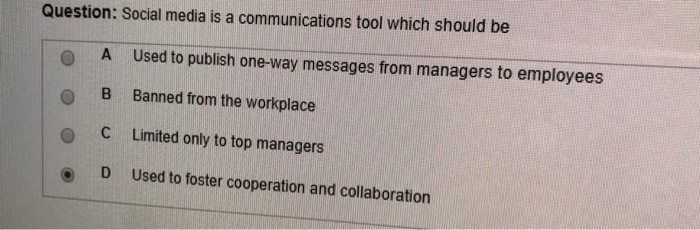 Question: Social media is a communications tool which should be
A Used to publish one-way messages from managers to employees
B Banned from the workplace
C Limited only to top managers
D Used to foster cooperation and collaboration